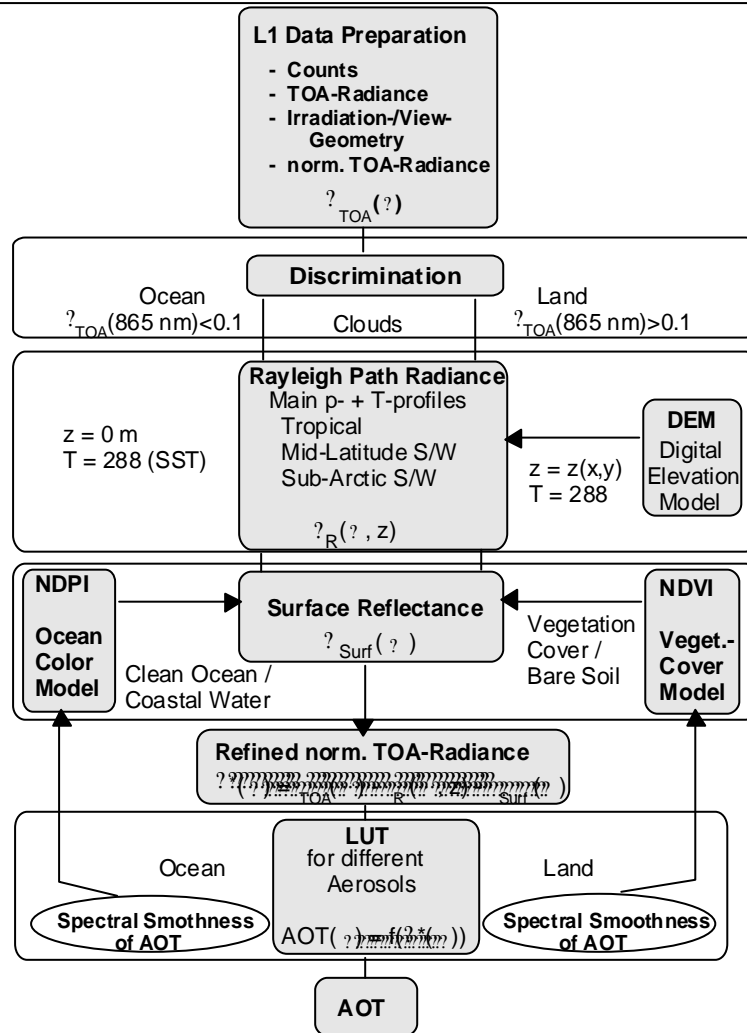 L1 Data Preparation
- Counts
- TOA-Radiance
- Irradiation-/View-
Geometry
- norm. TOA-Radiance
?TOA(?)
Discrimination
Ocean
?TOA(865 nm)<0.1
Clouds
Land
?TOA(865 nm)>0.1
Rayleigh Path Radiance
Main p- + T-profiles
Tropical
Mid-Latitude S/W
Sub-Arctic S/W
?R(?, z)
z = 0 m
T = 288 (SST)
z = z(x,y)
T = 288
DEM
Digital
Elevation
Model
NDPI
Ocean
Color
Model
Clean Ocean /
Coastal Water
Surface Reflectance
?Surf(?)
Vegetation
Cover /
Bare Soil
NDVI
Veget.-
Cover
Model
Refined norm. TOA-Radiance
TOA R Surf
LUT
for different
Aerosols
AOT(
Ocean
Land
Spectral Smothness
of AOT
Spectral Smoothness
of AOT
AOT